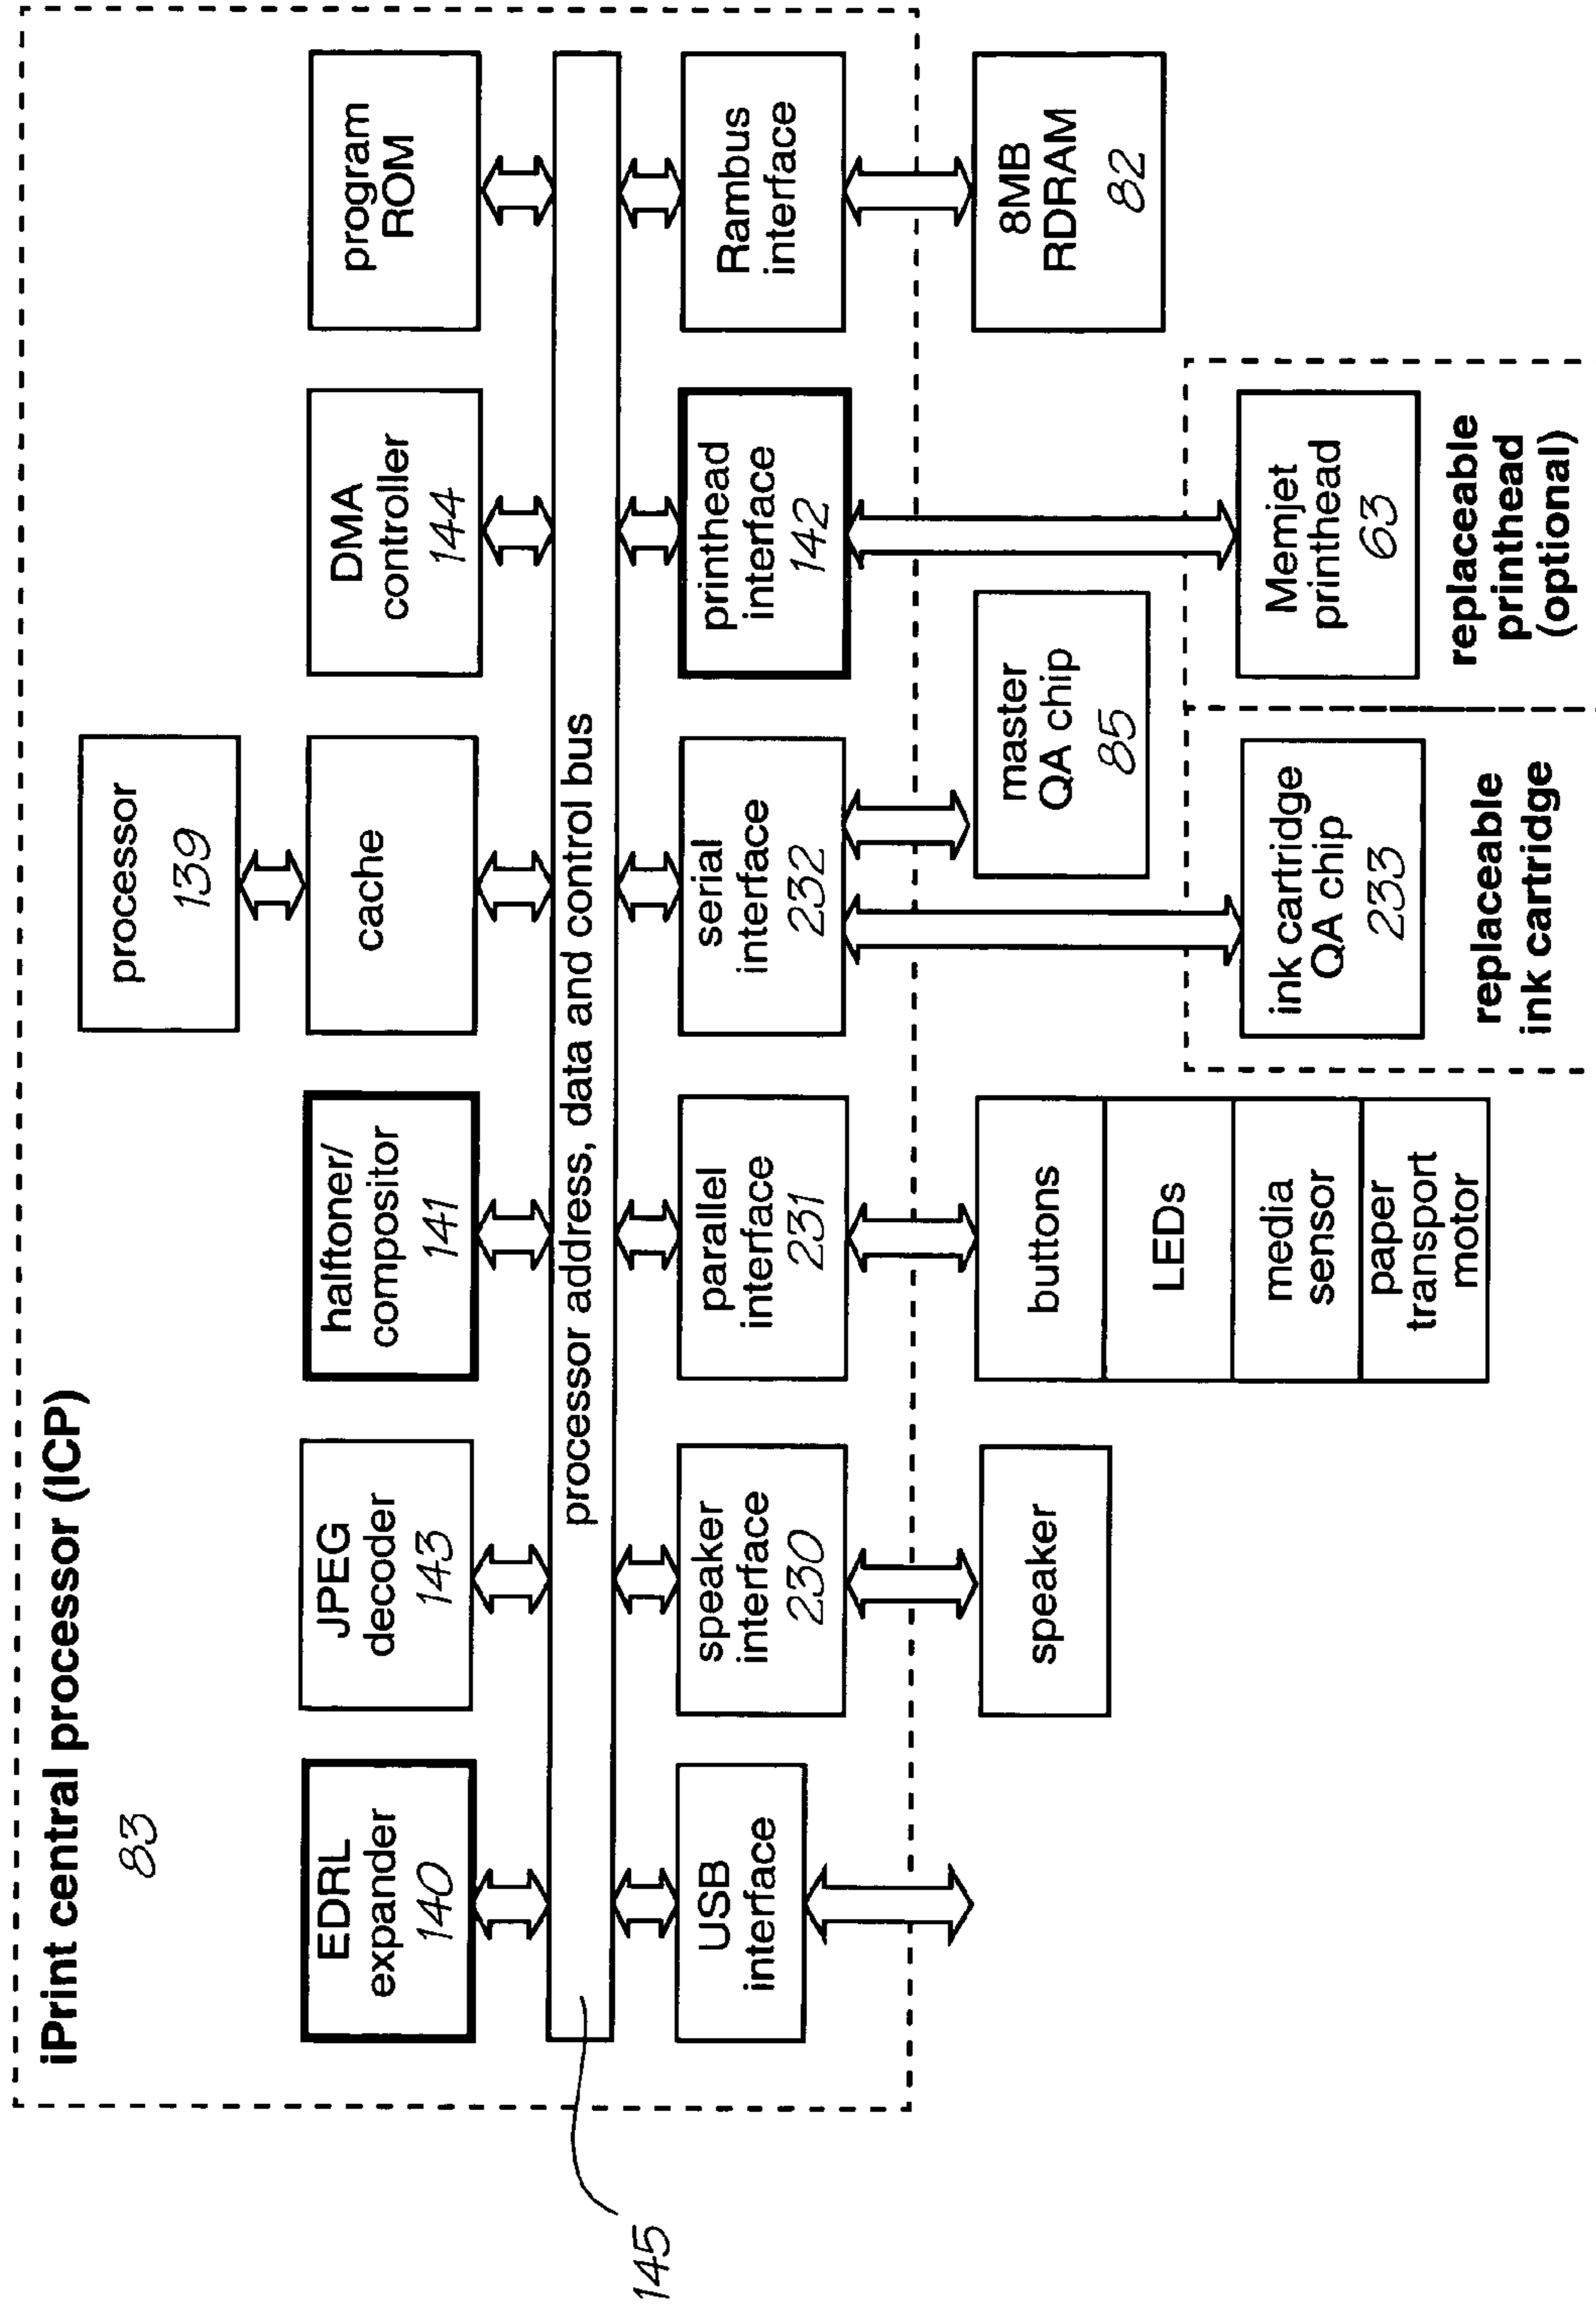 iPrint central processor (ICP)
83
processor
139
EDRL
expander
140
JPEG
decoder
143
halftoner/
compositor
141
cache
DMA
controller
144
program
ROM
processor address, data and control bus
145
USB
interface
speaker
interface
230
parallel
interface
231
serial
interface
232
printhead
interface
142
Rambus
interface
speaker
buttons
LEDs
media
sensor
paper
transport
motor
master
QA chip
85
8MB
RDRAM
82
ink cartridge
QA chip
233
replaceable
ink cartridge
Memjet
printhead
63
replaceable
printhead
(optional)